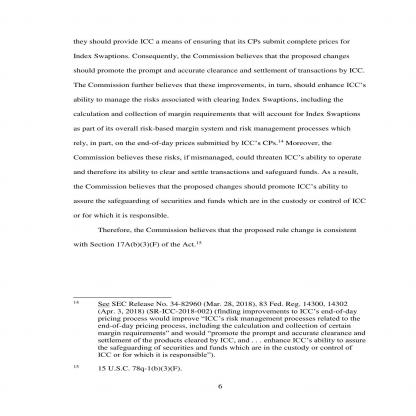 they should provide ICC a means of ensuring that its CPs submit complete prices for
Index Swaptions. Consequently, the Commission believes that the proposed changes
should promote the prompt and accurate clearance and settlement of transactions by ICC.
The Commission further believes that these improvements, in turn, should enhance ICC’s
ability to manage the risks associated with clearing Index Swaptions, including the
calculation and collection of margin requirements that will account for Index Swaptions
as part of its overall risk-based margin system and risk management processes which
rely, in part, on the end-of-day prices submitted by ICC’s CPs.14 Moreover, the
Commission believes these risks, if mismanaged, could threaten ICC’s ability to operate
and therefore its ability to clear and settle transactions and safeguard funds. As a result,
the Commission believes that the proposed changes should promote ICC’s ability to
assure the safeguarding of securities and funds which are in the custody or control of ICC
or for which it is responsible.
Therefore, the Commission believes that the proposed rule change is consistent
with Section 17A(b)(3)(F) of the Act.15
14 See SEC Release No. 34-82960 (Mar. 28, 2018), 83 Fed. Reg. 14300, 14302
(Apr. 3, 2018) (SR-ICC-2018-002) (finding improvements to ICC’s end-of-day
pricing process would improve “ICC’s risk management processes related to the
end-of-day pricing process, including the calculation and collection of certain
margin requirements” and would “promote the prompt and accurate clearance and
settlement of the products cleared by ICC, and . . . enhance ICC’s ability to assure
the safeguarding of securities and funds which are in the custody or control of
ICC or for which it is responsible”).
15 15 U.S.C. 78q-1(b)(3)(F).
6